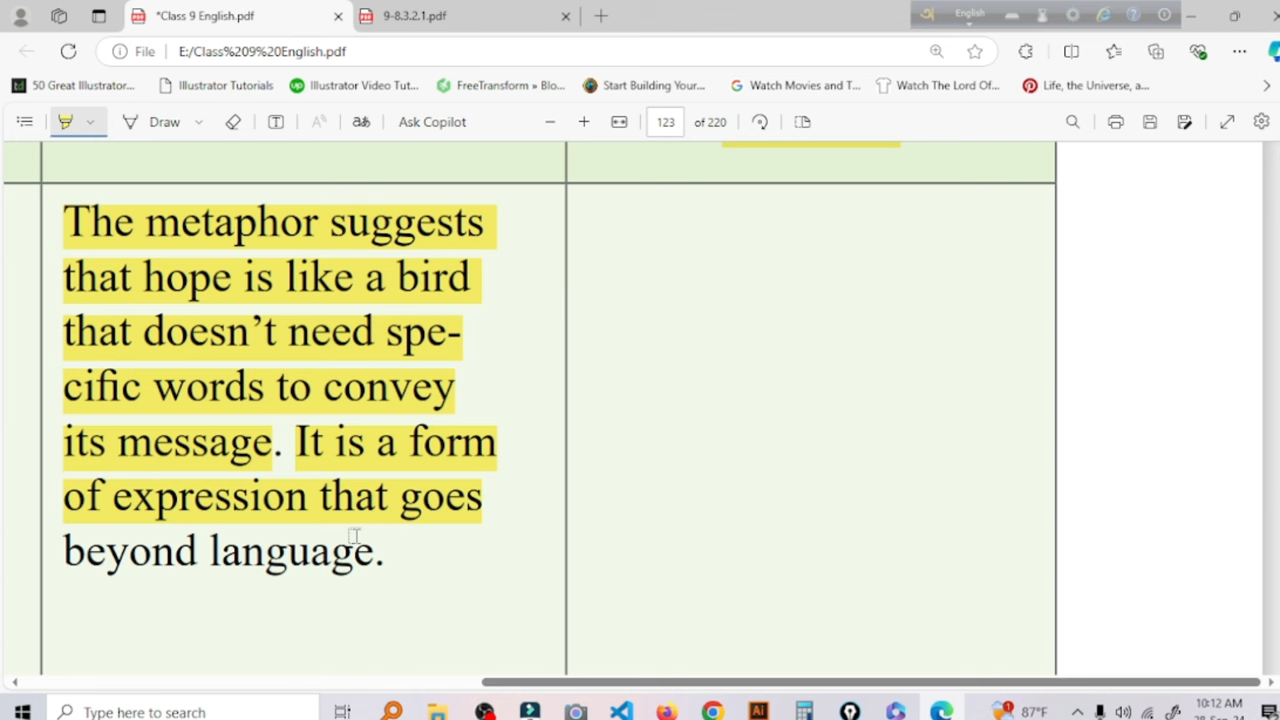 *Class 9 English.pdf
9-8.3.2.1.pdf
English
File
E:/Class%209%20English.pdf
50 Great Illustrator...
Illustrator Tutorials
Illustrator Video Tut...
FreeTransform » Blo...
Start Building Your...
Watch Movies and T...
Watch The Lord Of...
Life, the Universe, a...
Draw
Ask Copilot
123 of 220
The metaphor suggests
that hope is like a bird
that doesn't need spe-
cific words to convey
its message. It is a form
of expression that goes
beyond language.
Type here to search
87°F
10:12 AM